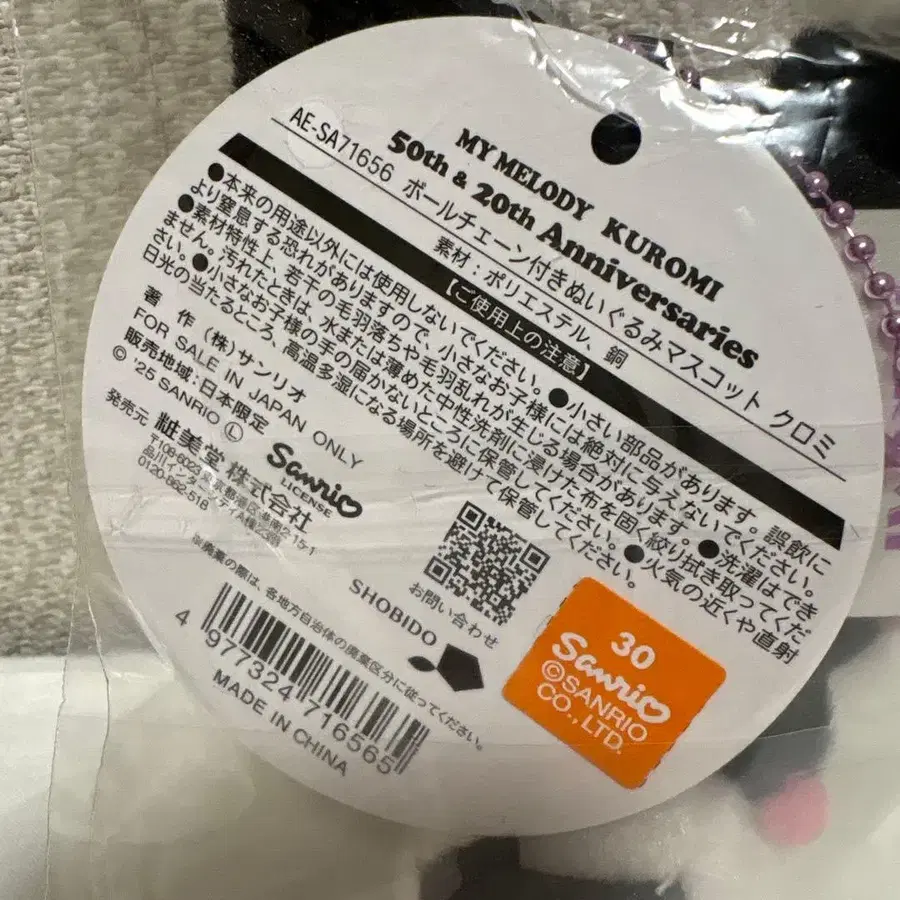 MY MELODY KUROMI
50th & 20th Anniversaries
AE-SA71656 ボールチェーン付きぬいぐるみマスコット クロミ
素材:ポリエステル、銅
【ご使用上の注意】
●本来の用途以外には使用しないでください。●小さい部品があります。誤飲に
より窒息する恐れがありますので、小さなお子様には絶対に与えないでください。
●素材特性上、若干の毛羽落ちや毛羽乱れが生じる場合があります。●洗濯はでき
ません。汚れたときは、水または薄めた中性洗剤に浸けた布を固く絞り拭き取ってくだ
さい。●小さなお子様の手の届かないところに保管してください。●火気の近くや直射
日光の当たるところ、高温多湿になる場所を避けて保管してください。
著 作 (株)サンリオ
FOR SALE IN JAPAN ONLY
販売地域:日本限定
© '25 SANRIO Ⓛ
Sanrio
LICENSE
発売元 粧美堂 株式会社
〒108-6023
0120-862-518
お問い合わせ
※廃棄の際は、各地方自治体の廃棄区分に従ってください。
SHOBIDO
4 977324 716565
MADE IN CHINA
30
Sanrio
©SANRIO
CO., LTD.